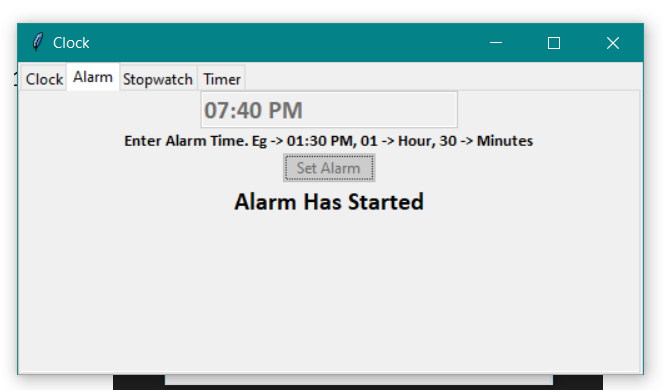 Clock
Clock Alarm Stopwatch Timer
07:40 PM
Enter Alarm Time. Eg -> 01:30 PM, 01 -> Hour, 30 -> Minutes
Set Alarm
Alarm Has Started